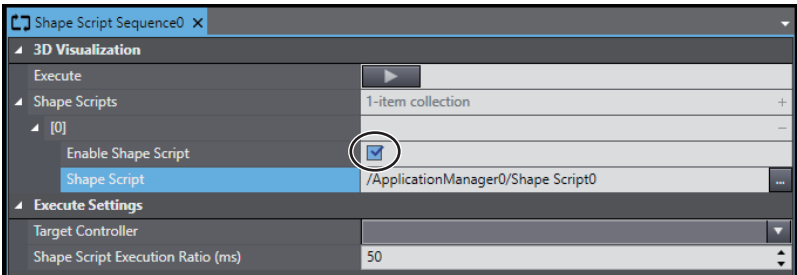 Shape Script Sequence0
3D Visualization
Execute
Shape Scripts 1-item collection +
[0] −
Enable Shape Script
Shape Script /ApplicationManager0/Shape Script0 ...
Execute Settings
Target Controller
Shape Script Execution Ratio (ms) 50